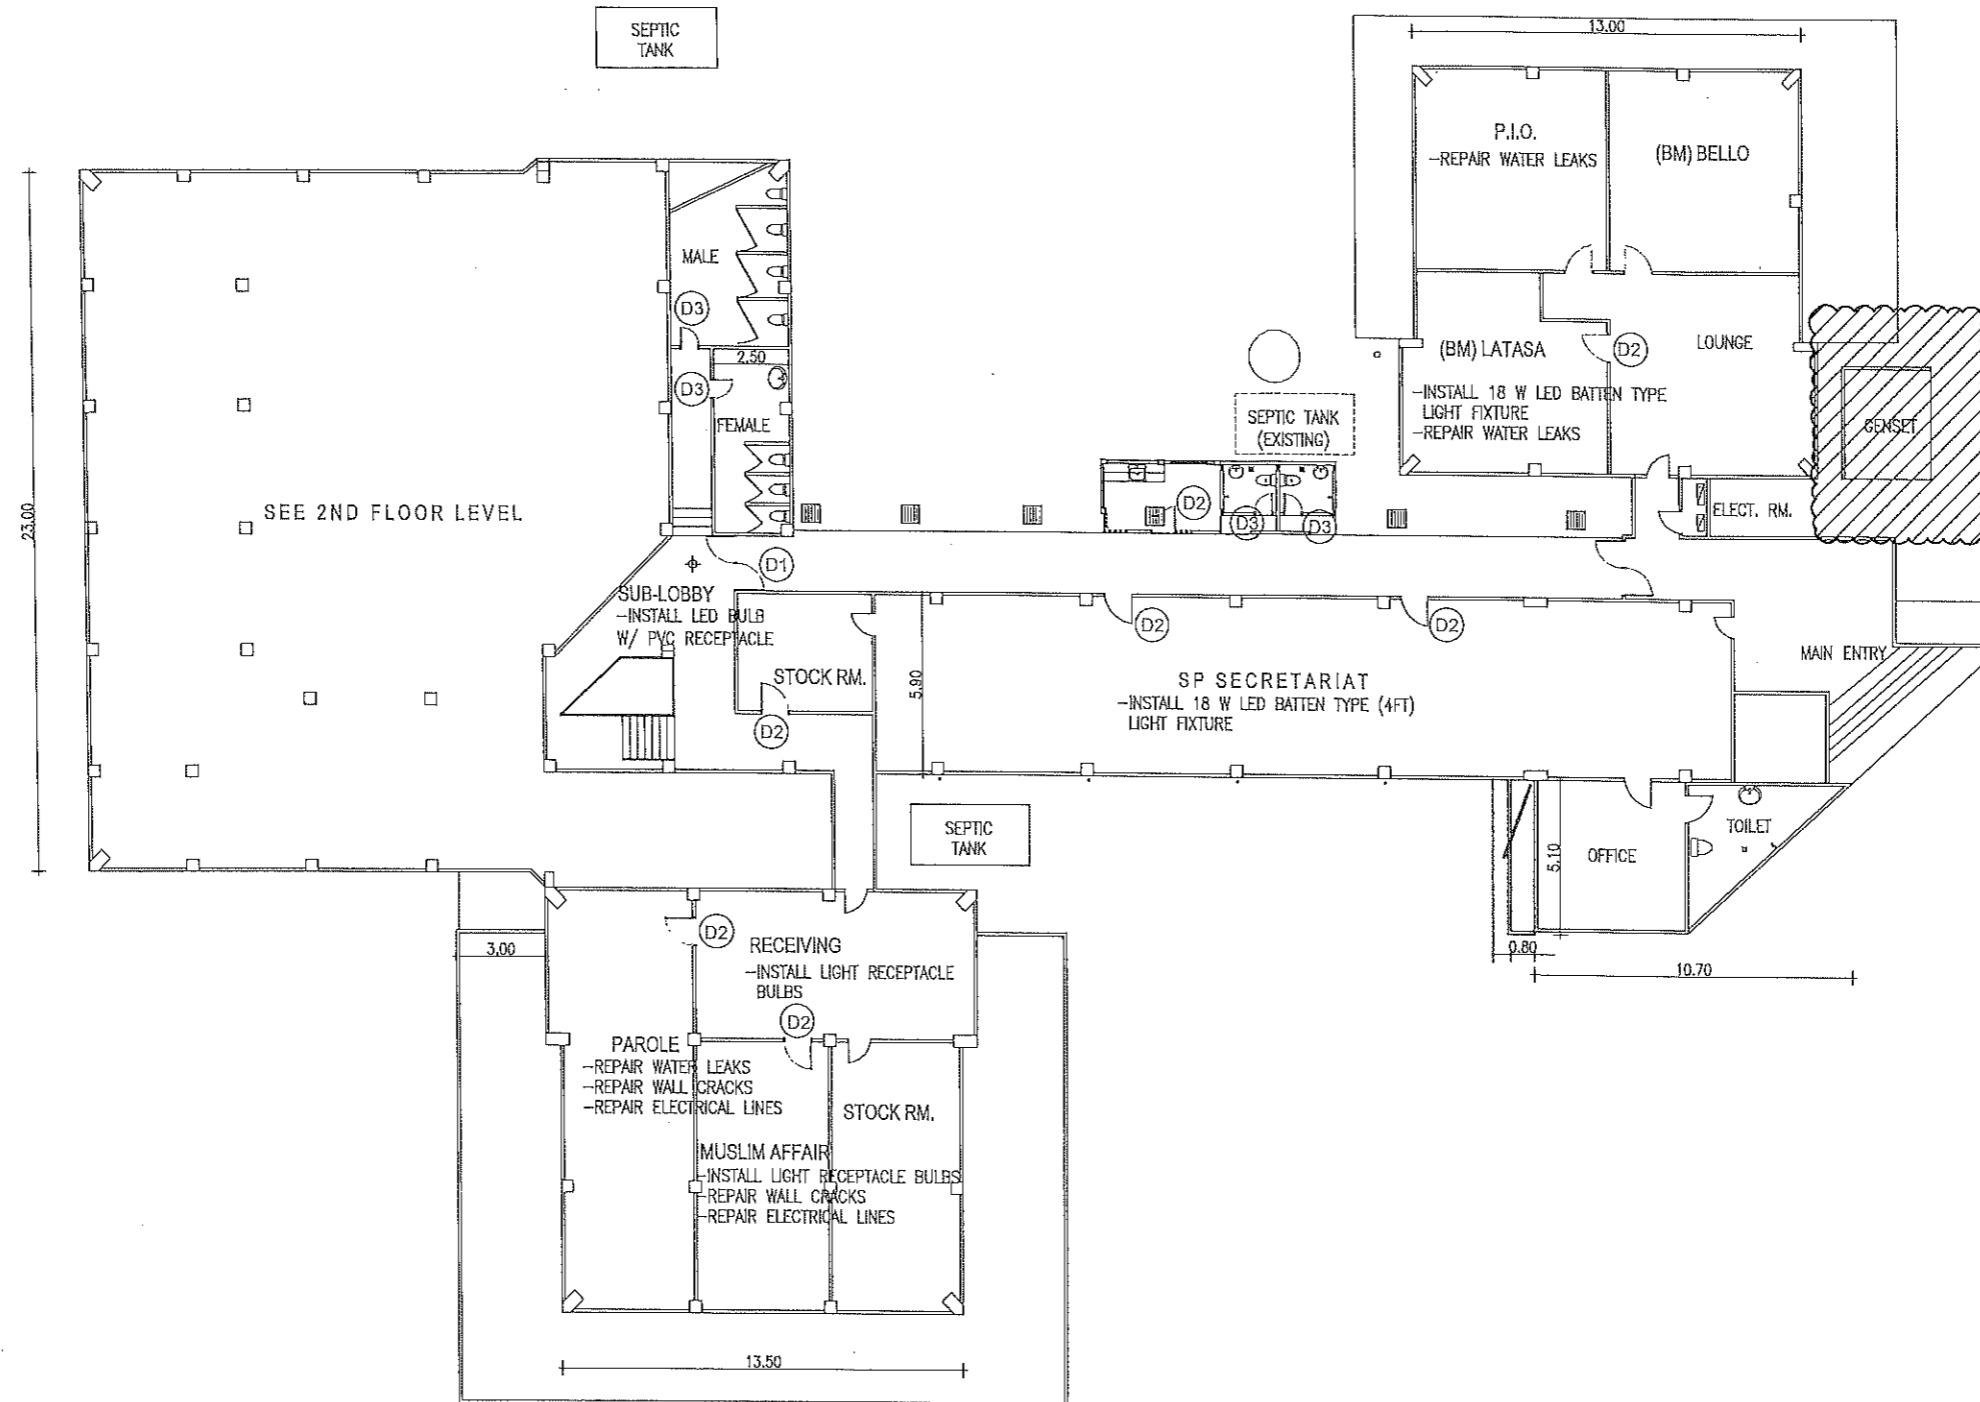 SEPTIC
TANK
13.00
P.I.O.
-REPAIR WATER LEAKS
(BM) BELLO
MALE
D3
2.50
D3
FEMALE
(BM) LATASA
D2
LOUNGE
-INSTALL 18 W LED BATTEN TYPE
LIGHT FIXTURE
-REPAIR WATER LEAKS
SEPTIC TANK
(EXISTING)
GENSET
23.00
SEE 2ND FLOOR LEVEL
D2
D3
D3
ELECT. RM.
D1
SUB-LOBBY
-INSTALL LED BULB
W/ PVC RECEPTACLE
D2
D2
MAIN ENTRY
STOCK RM.
5.90
SP SECRETARIAT
-INSTALL 18 W LED BATTEN TYPE (4FT)
LIGHT FIXTURE
D2
SEPTIC
TANK
TOILET
OFFICE
5.10
3.00
D2
RECEIVING
-INSTALL LIGHT RECEPTACLE
BULBS
0.80
10.70
D2
PAROLE
-REPAIR WATER LEAKS
-REPAIR WALL CRACKS
-REPAIR ELECTRICAL LINES
STOCK RM.
MUSLIM AFFAIR
-INSTALL LIGHT RECEPTACLE BULBS
-REPAIR WALL CRACKS
-REPAIR ELECTRICAL LINES
13.50